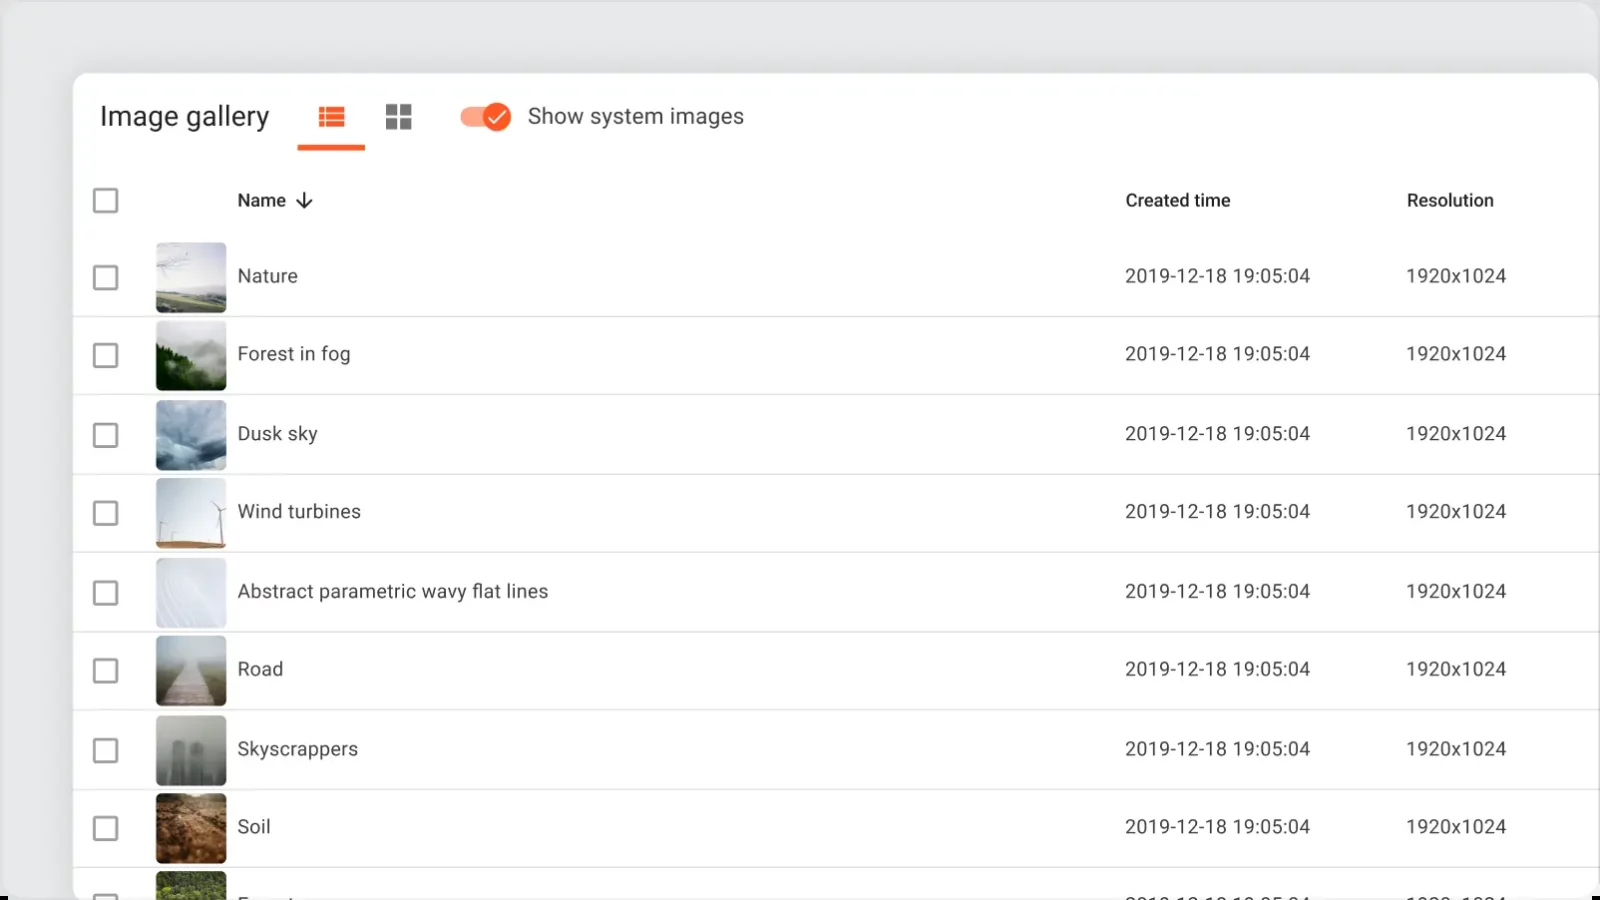 Image gallery Show system images
Name Created time Resolution
Nature 2019-12-18 19:05:04 1920x1024
Forest in fog 2019-12-18 19:05:04 1920x1024
Dusk sky 2019-12-18 19:05:04 1920x1024
Wind turbines 2019-12-18 19:05:04 1920x1024
Abstract parametric wavy flat lines 2019-12-18 19:05:04 1920x1024
Road 2019-12-18 19:05:04 1920x1024
Skyscrappers 2019-12-18 19:05:04 1920x1024
Soil 2019-12-18 19:05:04 1920x1024